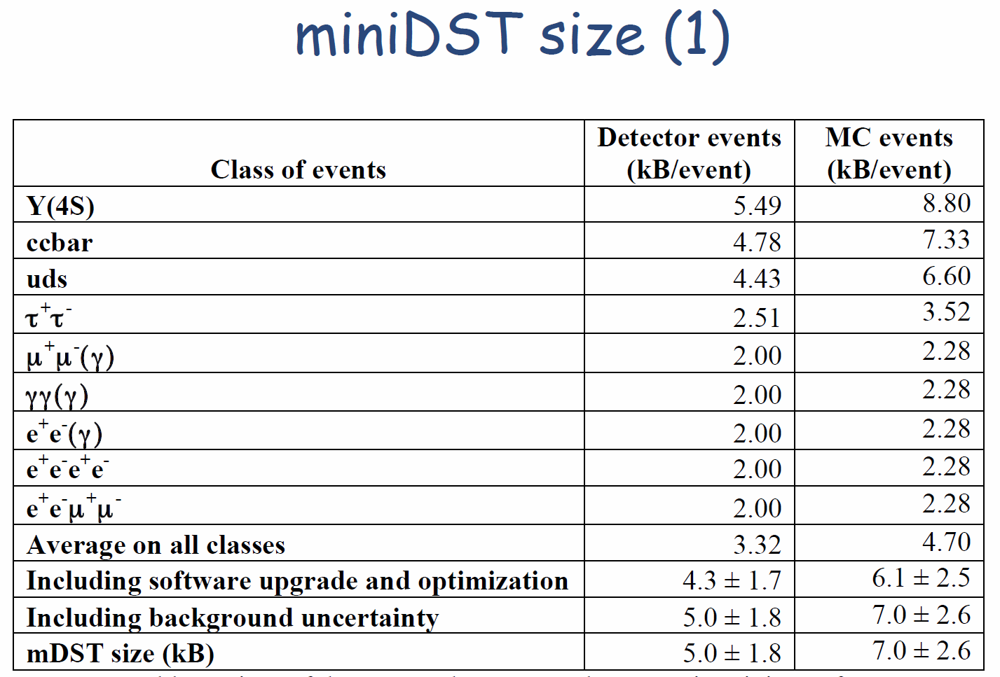 miniDST size (1)
Class of events Detector events (kB/event) MC events (kB/event)
Y(4S) 5.49 8.80
ccbar 4.78 7.33
uds 4.43 6.60
τ⁺τ⁻ 2.51 3.52
μ⁺μ⁻(γ) 2.00 2.28
γγ(γ) 2.00 2.28
e⁺e⁻(γ) 2.00 2.28
e⁺e⁻e⁺e⁻ 2.00 2.28
e⁺e⁻μ⁺μ⁻ 2.00 2.28
Average on all classes 3.32 4.70
Including software upgrade and optimization 4.3 ± 1.7 6.1 ± 2.5
Including background uncertainty 5.0 ± 1.8 7.0 ± 2.6
mDST size (kB) 5.0 ± 1.8 7.0 ± 2.6